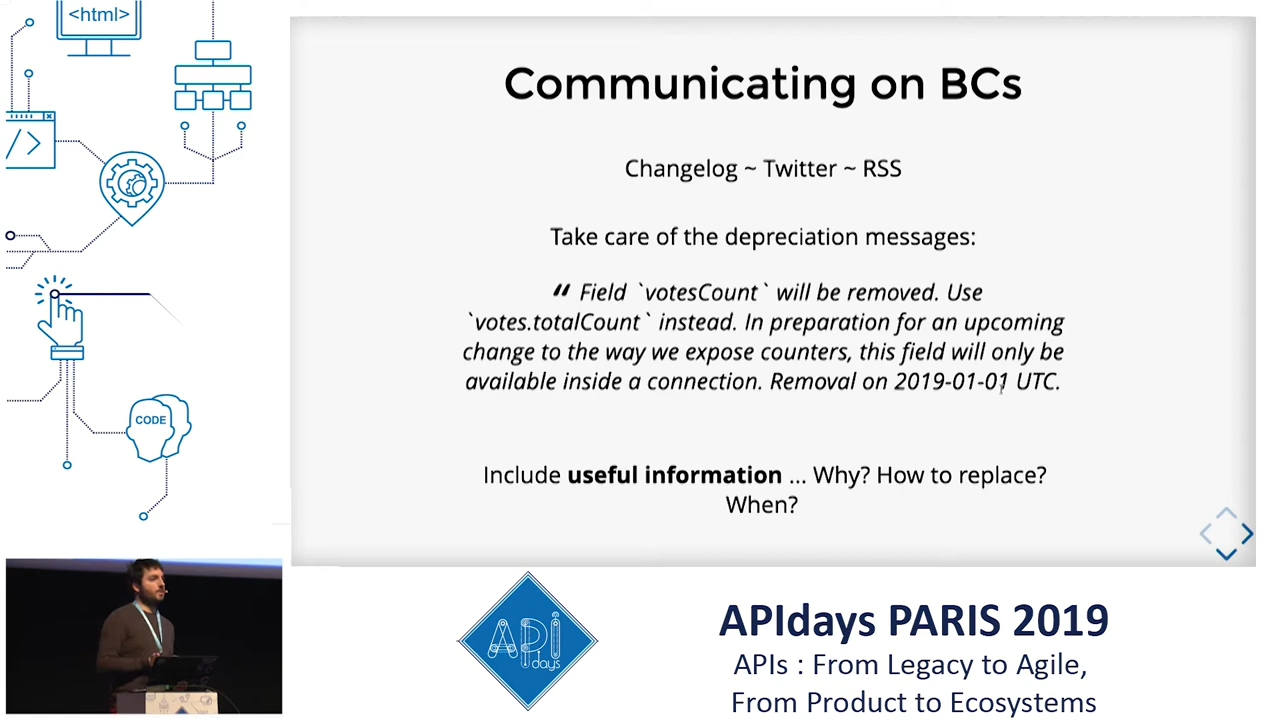 <html>
</>
CODE
Communicating on BCs
Changelog ~ Twitter ~ RSS
Take care of the depreciation messages:
“ Field `votesCount` will be removed. Use
`votes.totalCount` instead. In preparation for an upcoming
change to the way we expose counters, this field will only be
available inside a connection. Removal on 2019-01-01 UTC.
Include useful information ... Why? How to replace?
When?
API
days
APIdays PARIS 2019
APIs : From Legacy to Agile,
From Product to Ecosystems